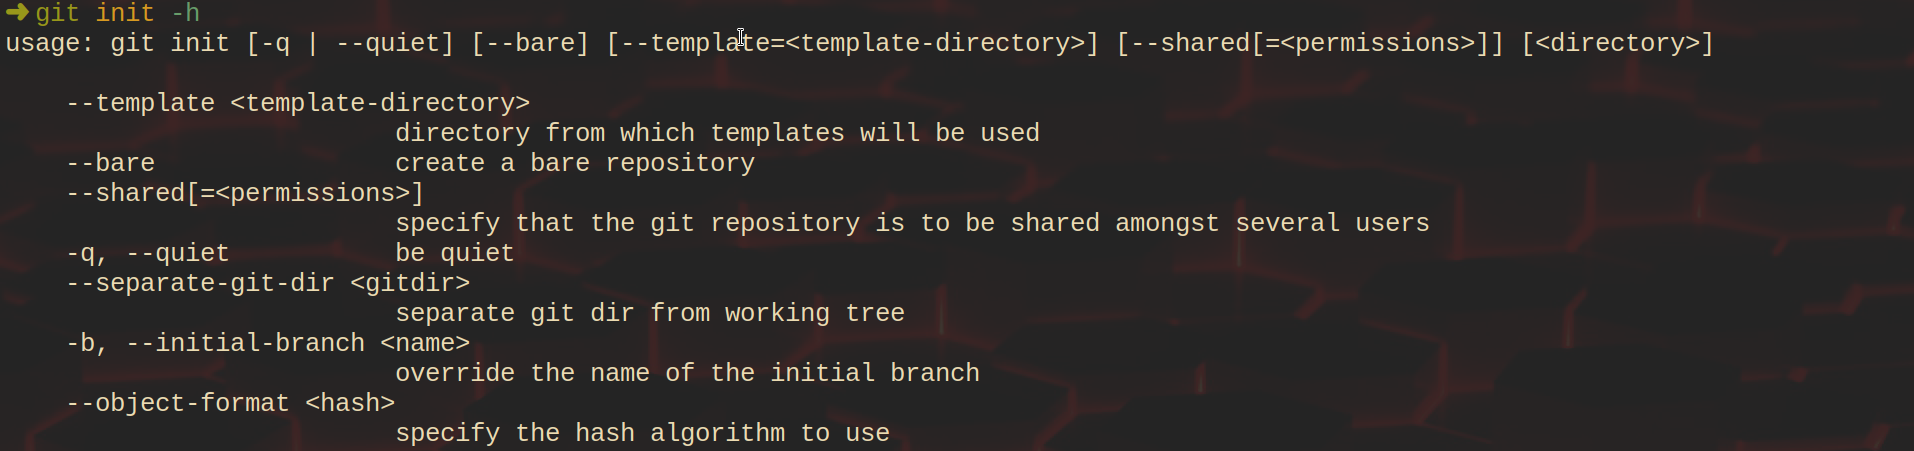 ➜ git init -h
usage: git init [-q | --quiet] [--bare] [--template=<template-directory>] [--shared[=<permissions>]] [<directory>]

    --template <template-directory>
                          directory from which templates will be used
    --bare                create a bare repository
    --shared[=<permissions>]
                          specify that the git repository is to be shared amongst several users
    -q, --quiet           be quiet
    --separate-git-dir <gitdir>
                          separate git dir from working tree
    -b, --initial-branch <name>
                          override the name of the initial branch
    --object-format <hash>
                          specify the hash algorithm to use